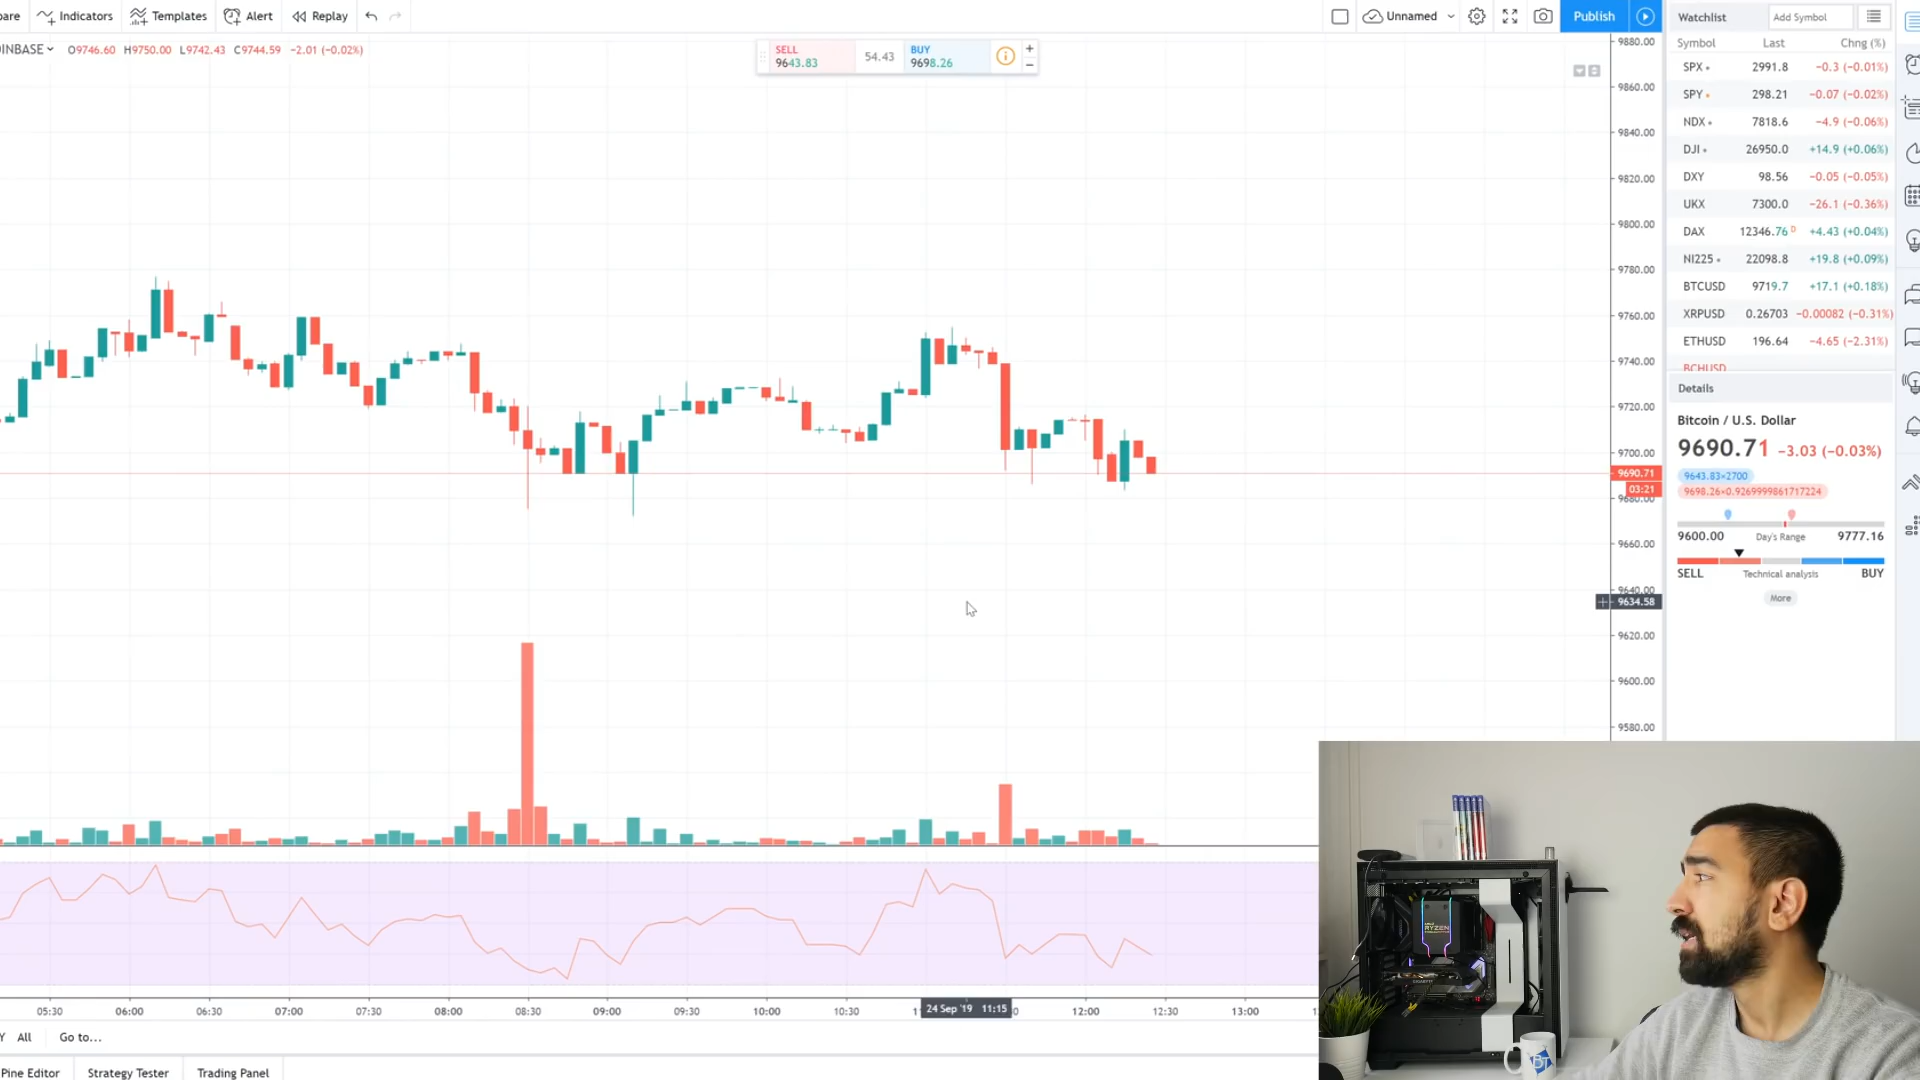 Indicators Templates Alert Replay Unnamed Publish
O9746.60 H9750.00 L9742.43 C9744.59 −2.01 (−0.02%)
SELL
9643.83
54.43
BUY
9698.26
+
−
9880.00
9860.00
9840.00
9820.00
9800.00
9780.00
9760.00
9740.00
9720.00
9700.00
9690.71
03:21
9680.00
9660.00
9640.00
9634.58
9620.00
9600.00
9580.00
05:30 06:00 06:30 07:00 07:30 08:00 08:30 09:00 09:30 10:00 10:30 24 Sep '19 11:15 12:00 12:30 13:00
Y All Go to...
Pine Editor Strategy Tester Trading Panel
Watchlist Add Symbol
Symbol Last Chng (%)
SPX 2991.8 −0.3 (−0.01%)
SPY 298.21 −0.07 (−0.02%)
NDX 7818.6 −4.9 (−0.06%)
DJI 26950.0 +14.9 (+0.06%)
DXY 98.56 −0.05 (−0.05%)
UKX 7300.0 −26.1 (−0.36%)
DAX 12346.76 D +4.43 (+0.04%)
NI225 22098.8 +19.8 (+0.09%)
BTCUSD 9719.7 +17.1 (+0.18%)
XRPUSD 0.26703 −0.00082 (−0.31%)
ETHUSD 196.64 −4.65 (−2.31%)
BCHUSD
Details
Bitcoin / U.S. Dollar
9690.71 −3.03 (−0.03%)
9643.83×2700
9698.26×0.9269999861717224
9600.00 Day's Range 9777.16
SELL Technical analysis BUY
More
RYZEN